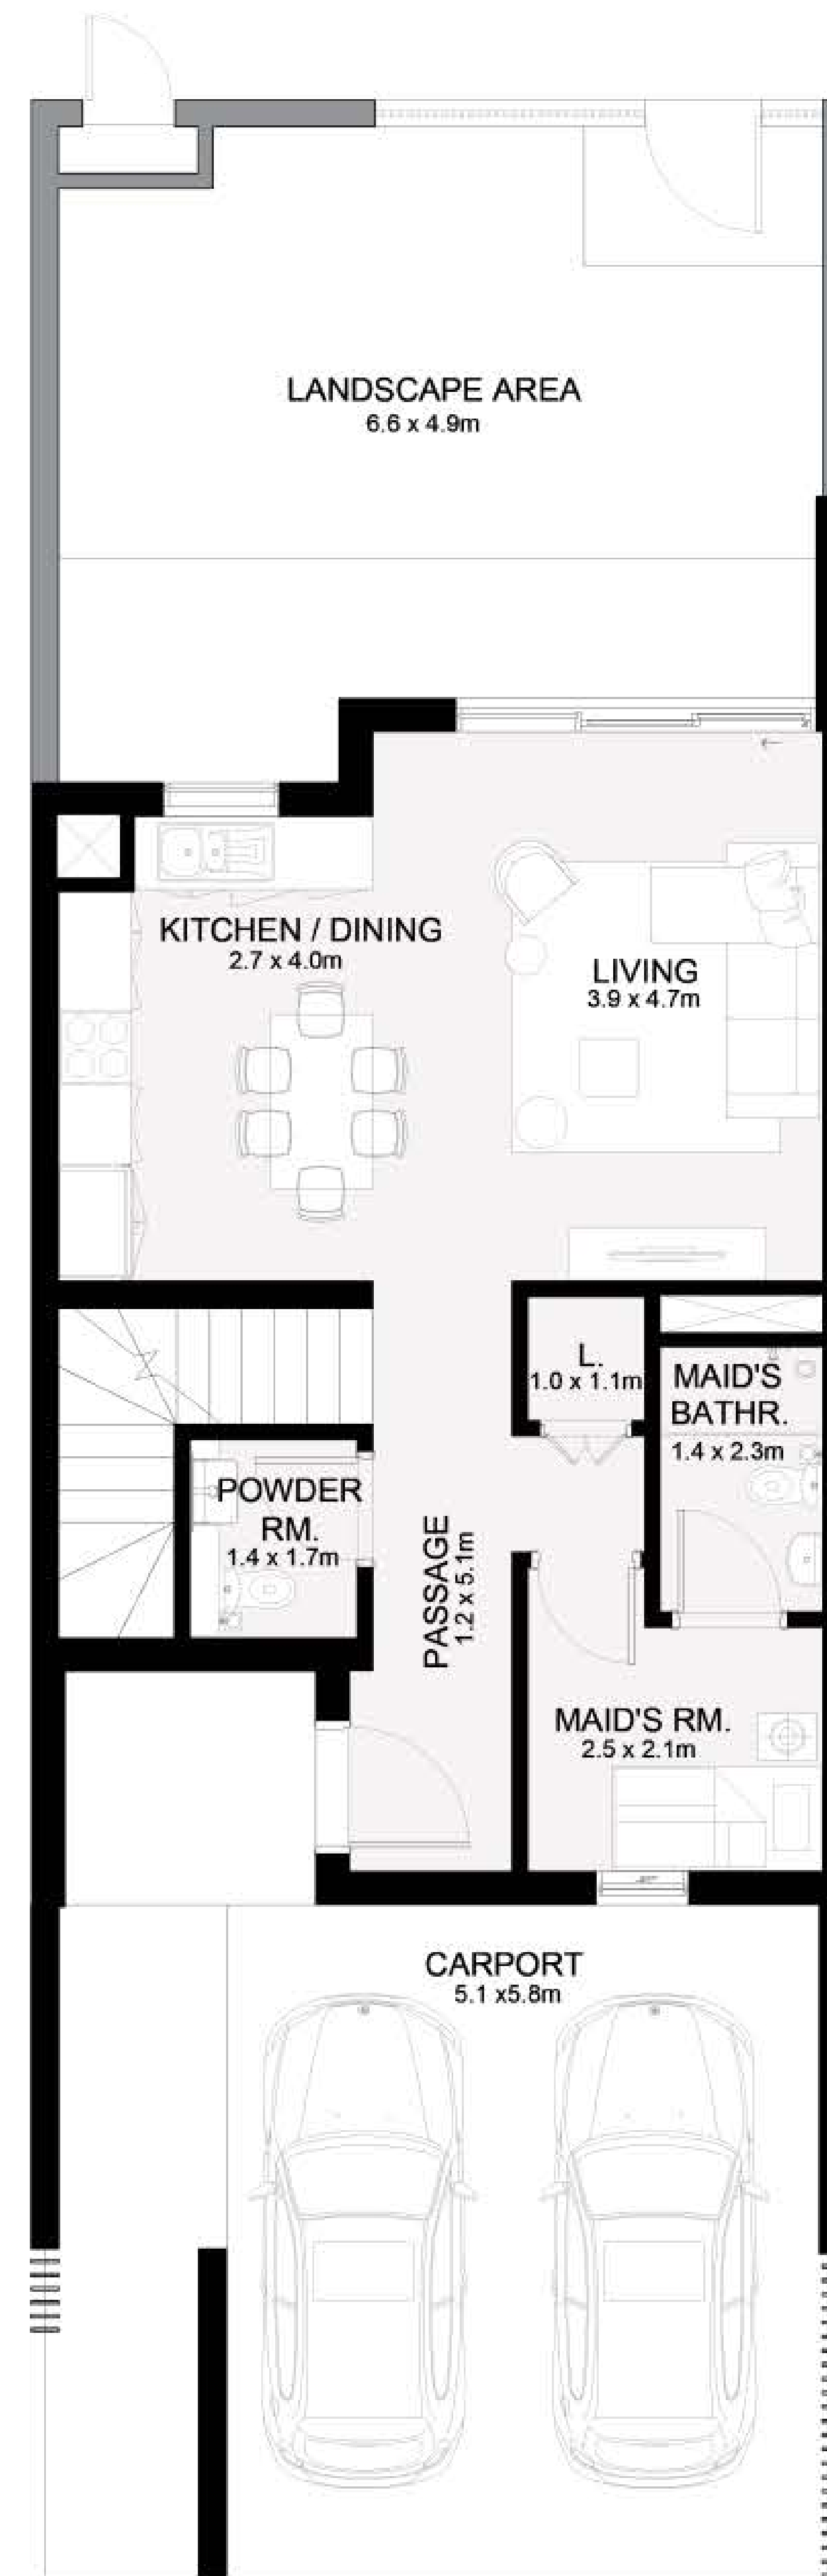 LANDSCAPE AREA
6.6 x 4.9m
KITCHEN / DINING
2.7 x 4.0m
LIVING
3.9 x 4.7m
L.
1.0 x 1.1m
MAID'S
BATHR.
1.4 x 2.3m
POWDER
RM.
1.4 x 1.7m
PASSAGE
1.2 x 5.1m
MAID'S RM.
2.5 x 2.1m
CARPORT
5.1 x5.8m